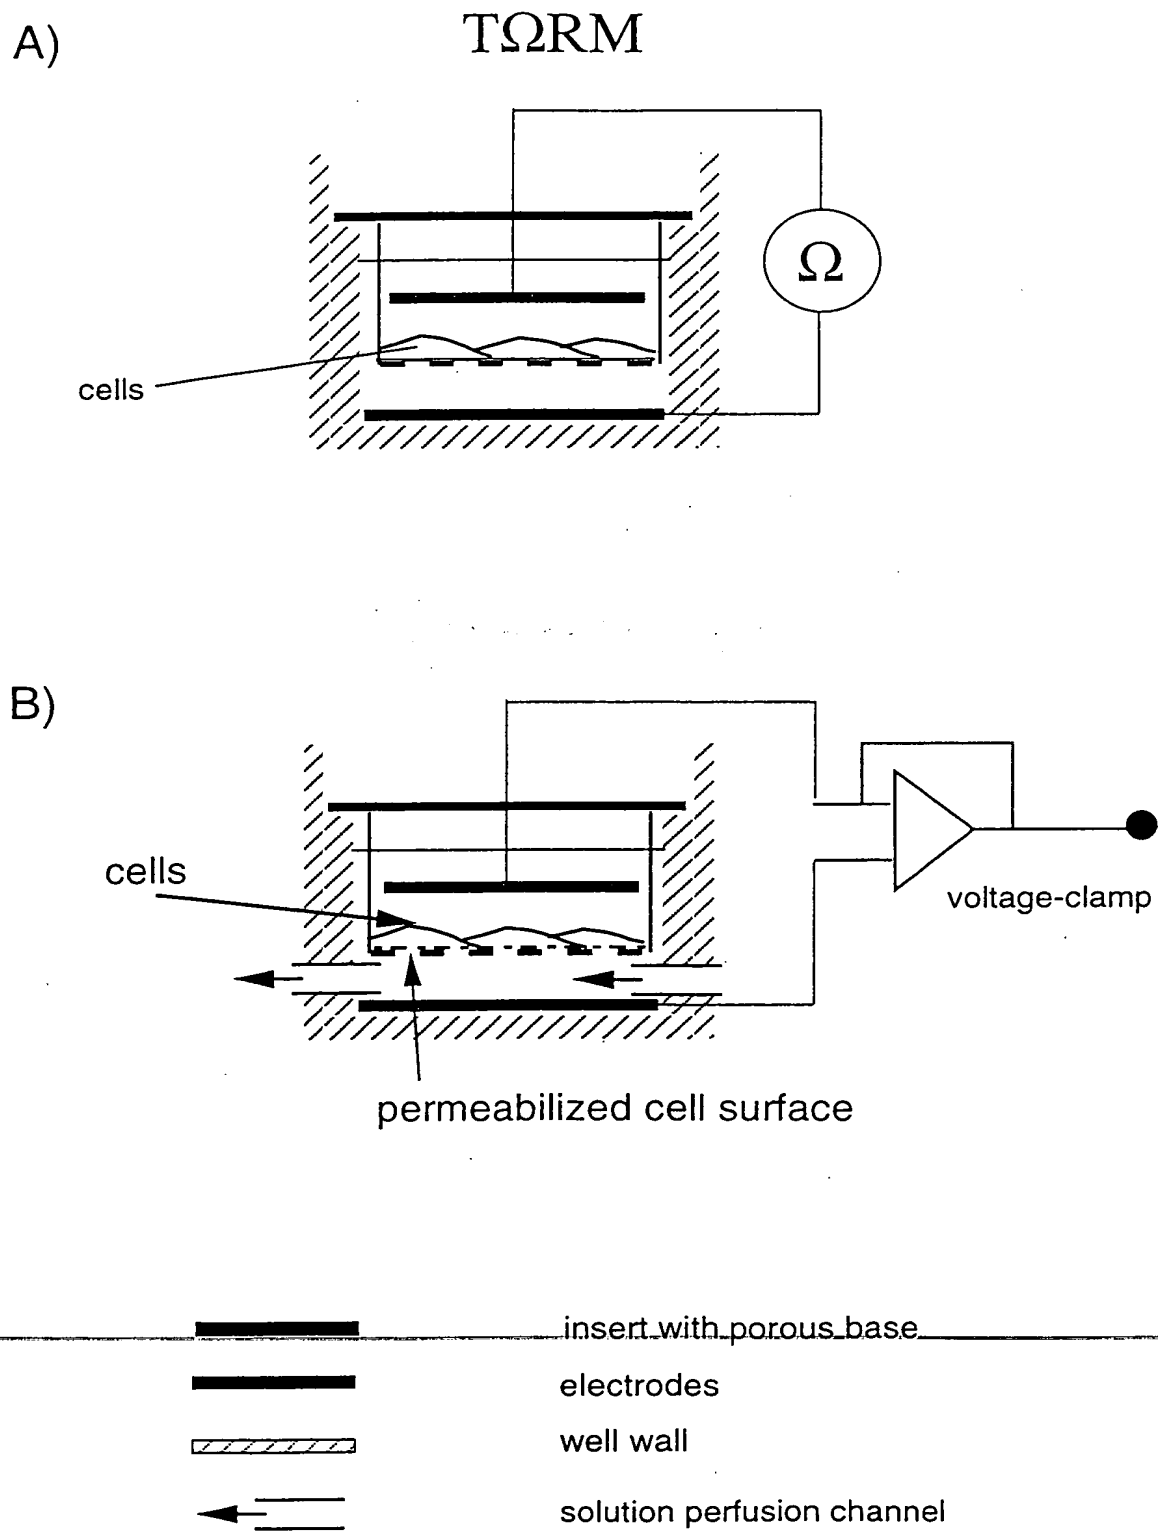 A)
TΩRM
Ω
cells
B)
cells
voltage-clamp
permeabilized cell surface
insert with porous base
electrodes
well wall
solution perfusion channel